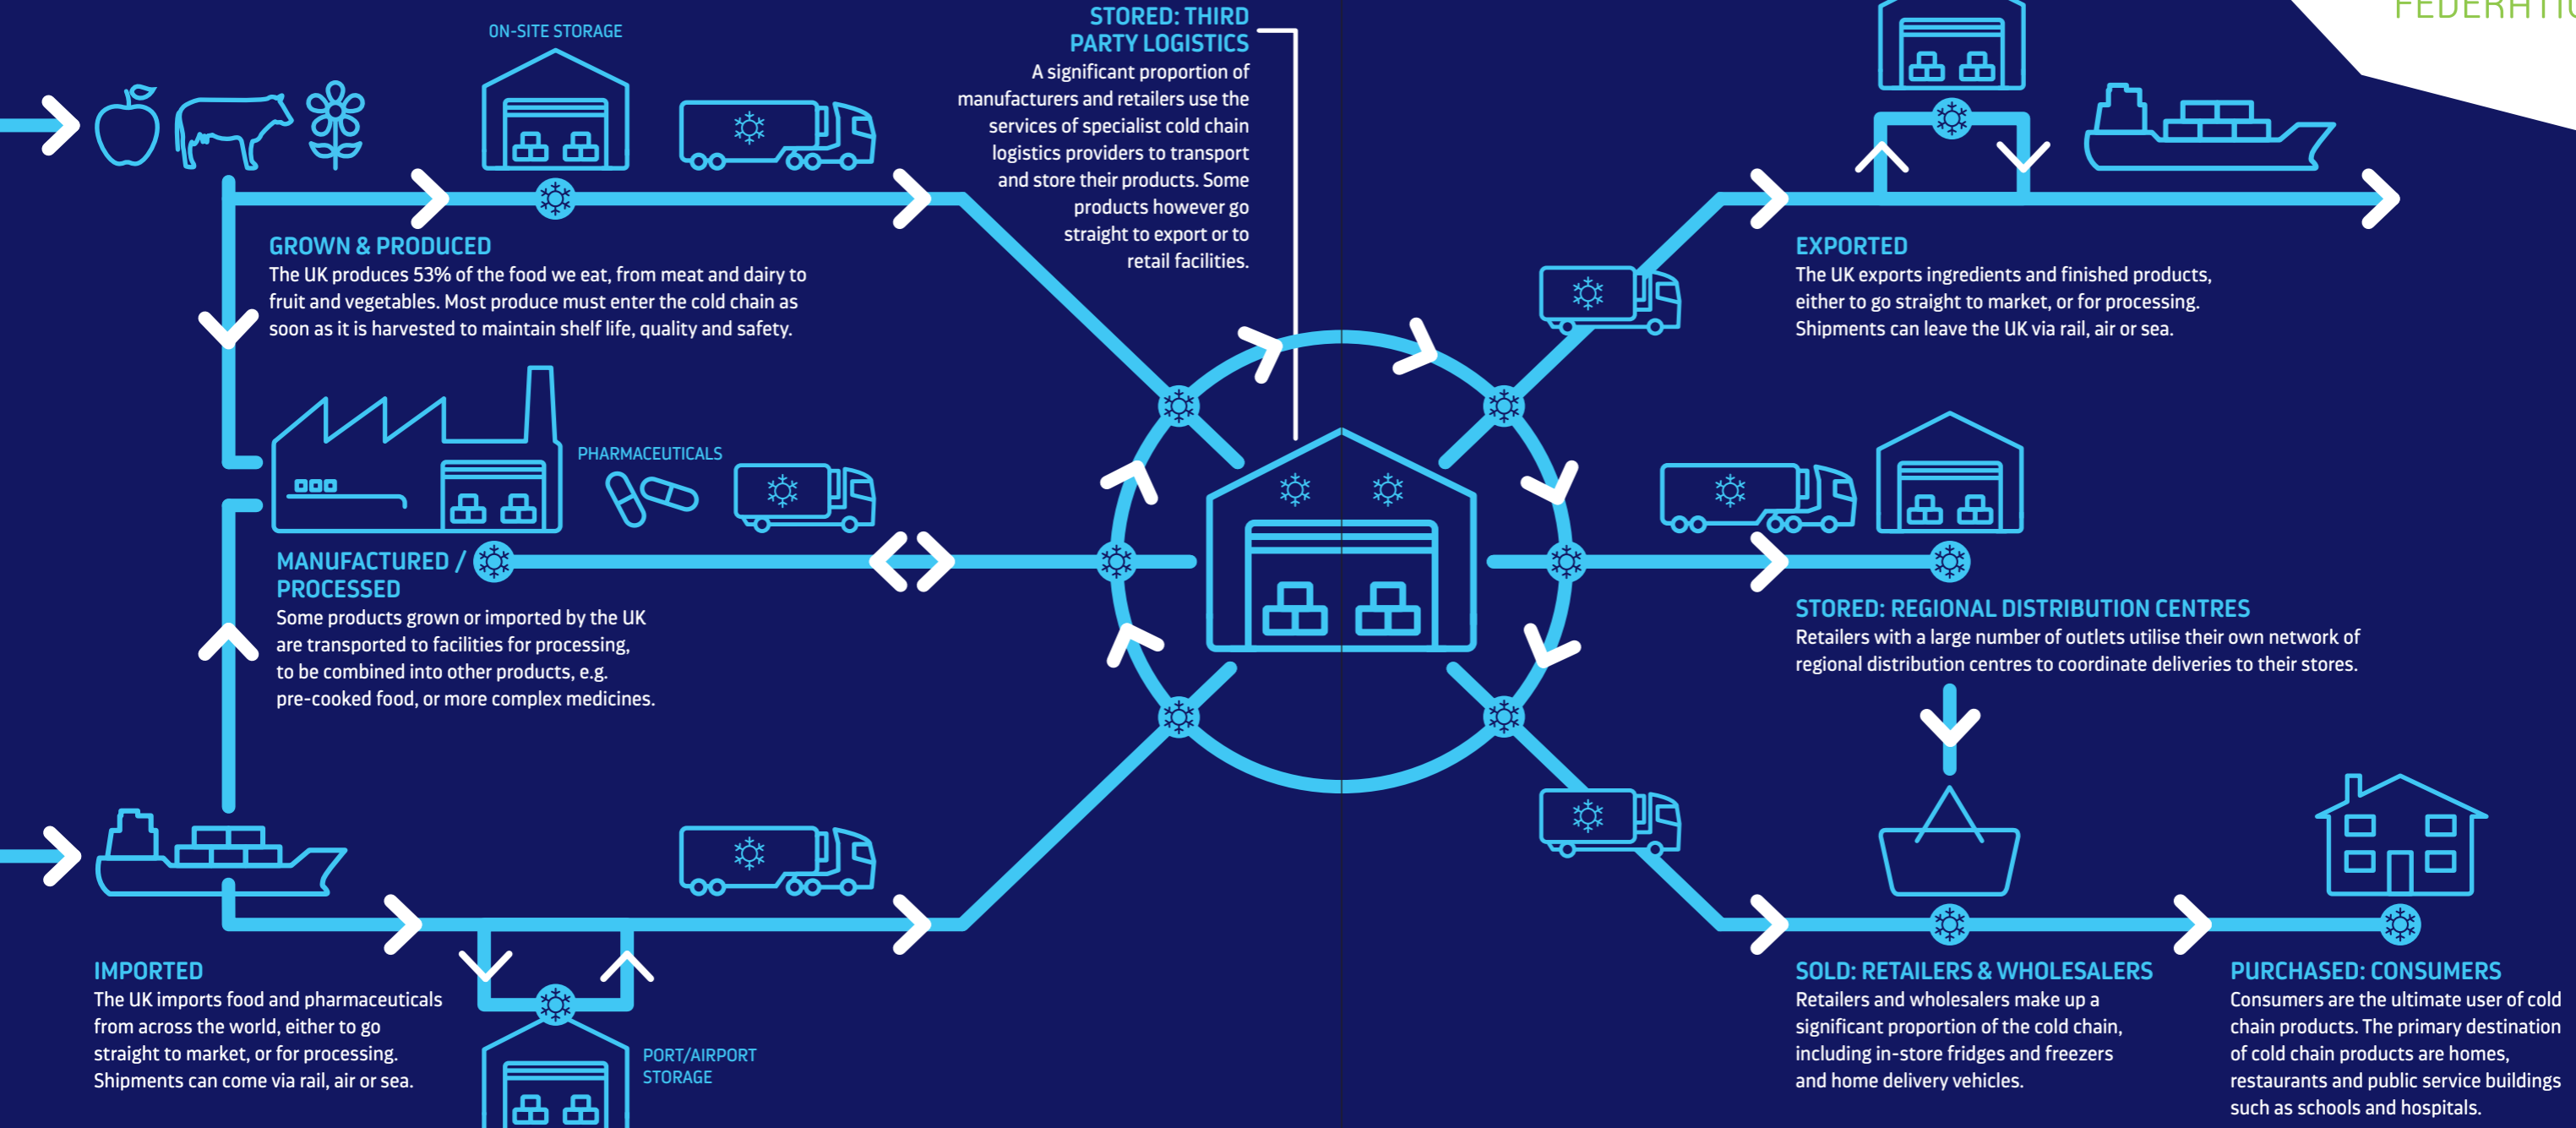 ON-SITE STORAGE
GROWN & PRODUCED
The UK produces 53% of the food we eat, from meat and dairy to
fruit and vegetables. Most produce must enter the cold chain as
soon as it is harvested to maintain shelf life, quality and safety.
PHARMACEUTICALS
MANUFACTURED /
PROCESSED
Some products grown or imported by the UK
are transported to facilities for processing,
to be combined into other products, e.g.
pre-cooked food, or more complex medicines.
IMPORTED
The UK imports food and pharmaceuticals
from across the world, either to go
straight to market, or for processing.
Shipments can come via rail, air or sea.
PORT/AIRPORT
STORAGE
STORED: THIRD
PARTY LOGISTICS
A significant proportion of
manufacturers and retailers use the
services of specialist cold chain
logistics providers to transport
and store their products. Some
products however go
straight to export or to
retail facilities.
EXPORTED
The UK exports ingredients and finished products,
either to go straight to market, or for processing.
Shipments can leave the UK via rail, air or sea.
STORED: REGIONAL DISTRIBUTION CENTRES
Retailers with a large number of outlets utilise their own network of
regional distribution centres to coordinate deliveries to their stores.
SOLD: RETAILERS & WHOLESALERS
Retailers and wholesalers make up a
significant proportion of the cold chain,
including in-store fridges and freezers
and home delivery vehicles.
PURCHASED: CONSUMERS
Consumers are the ultimate user of cold
chain products. The primary destination
of cold chain products are homes,
restaurants and public service buildings
such as schools and hospitals.